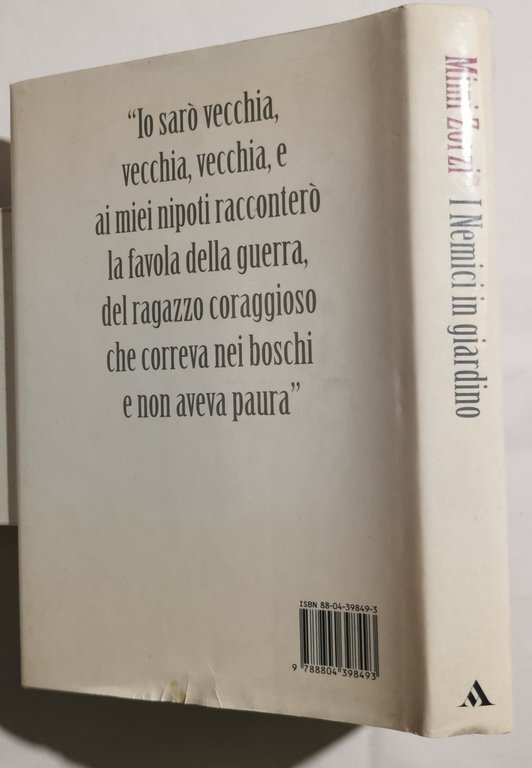 “Io sarò vecchia,
vecchia, vecchia, e
ai miei nipoti racconterò
la favola della guerra,
del ragazzo coraggioso
che correva nei boschi
e non aveva paura”
ISBN 88-04-39849-3
9 788804 398493
Mimì Zorzi I Nemici in giardino